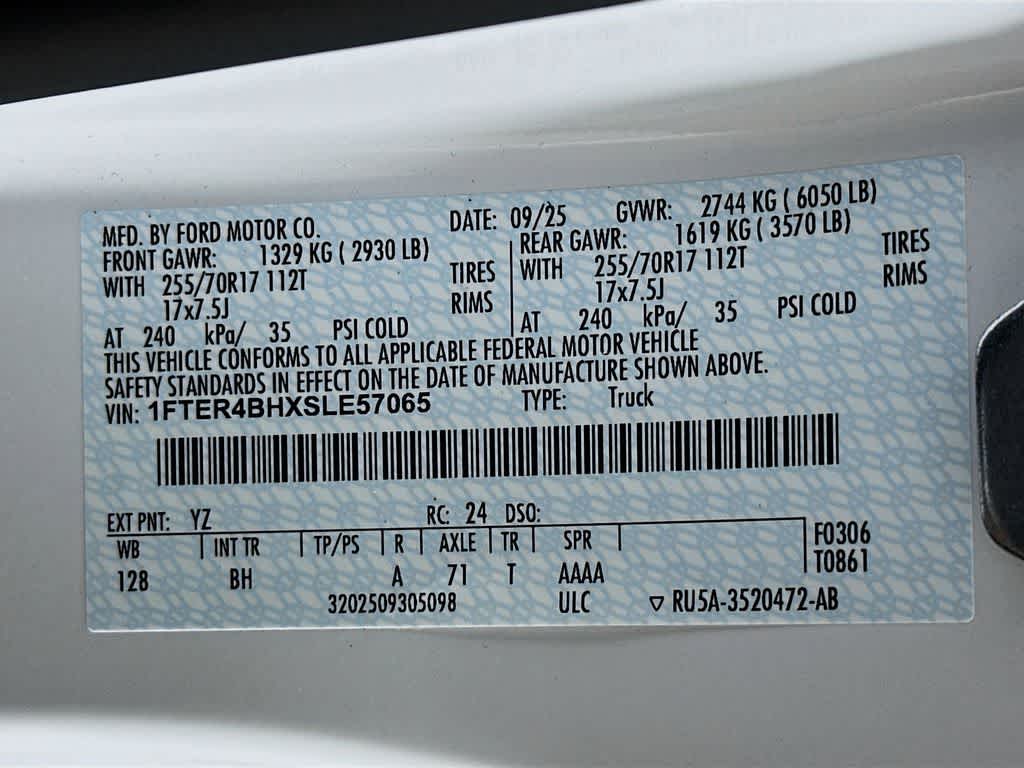 MFD. BY FORD MOTOR CO. DATE: 09/25 GVWR: 2744 KG ( 6050 LB)
FRONT GAWR: 1329 KG ( 2930 LB) REAR GAWR: 1619 KG ( 3570 LB)
WITH 255/70R17 112T TIRES WITH 255/70R17 112T TIRES
17x7.5J RIMS 17x7.5J RIMS
AT 240 kPa/ 35 PSI COLD AT 240 kPa/ 35 PSI COLD
THIS VEHICLE CONFORMS TO ALL APPLICABLE FEDERAL MOTOR VEHICLE
SAFETY STANDARDS IN EFFECT ON THE DATE OF MANUFACTURE SHOWN ABOVE.
VIN: 1FTER4BHXSLE57065 TYPE: Truck
EXT PNT: YZ RC: 24 DSO:
WB INT TR TP/PS R AXLE TR SPR F0306
128 BH A 71 T AAAA T0861
3202509305098 ULC ▽ RU5A-3520472-AB